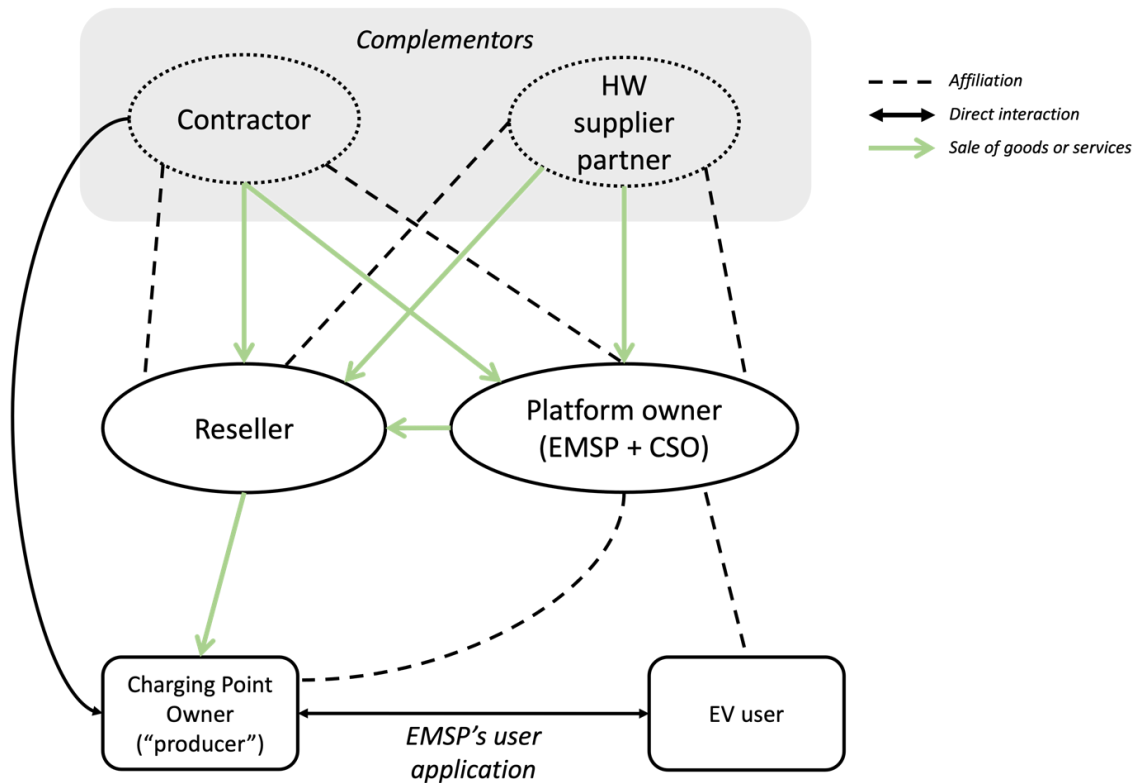 Complementors
Contractor
HW
supplier
partner
Affiliation
Direct interaction
Sale of goods or services
Reseller
Platform owner
(EMSP + CSO)
Charging Point
Owner
(“producer”)
EMSP’s user
application
EV user